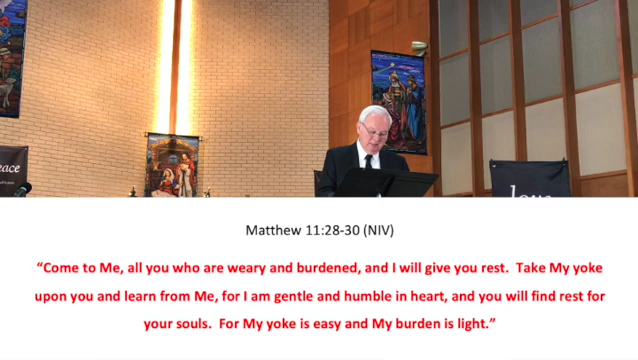 peace
love
Matthew 11:28-30 (NIV)
“Come to Me, all you who are weary and burdened, and I will give you rest.  Take My yoke
upon you and learn from Me, for I am gentle and humble in heart, and you will find rest for
your souls.  For My yoke is easy and My burden is light.”